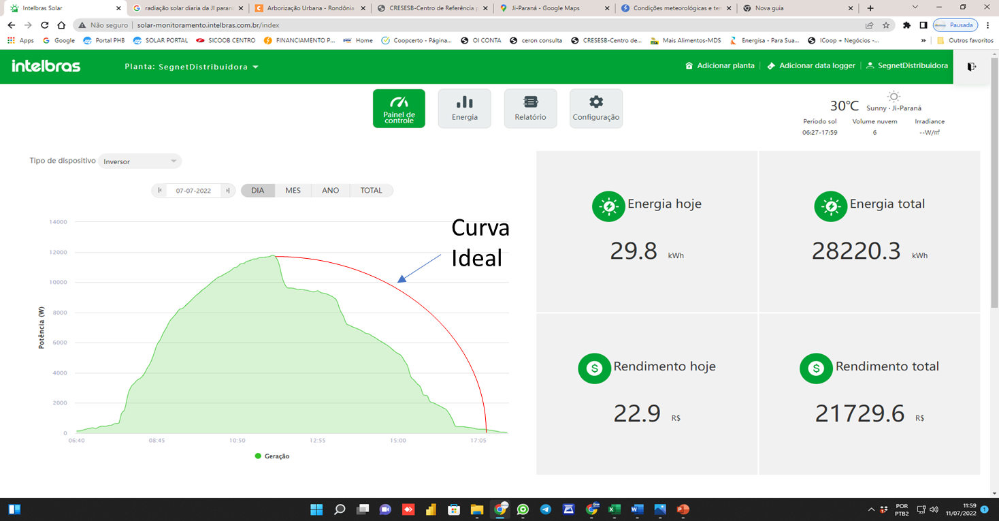 Intelbras Solar
radiação solar diaria da JI paran
Arborização Urbana - Rondônia
CRESESB-Centro de Referência p
Ji-Paraná - Google Maps
Condições meteorológicas e ten
Nova guia
Não seguro | solar-monitoramento.intelbras.com.br/index
Pausada
Apps
Google
Portal PHB
SOLAR PORTAL
SICOOB CENTRO
FINANCIAMENTO P...
Home
Coopcerto - Página...
OI CONTA
ceron consulta
CRESESB-Centro de...
Mais Alimentos-MDS
Energisa - Para Sua...
ICoop + Negócios -...
»
Outros favoritos
intelbras
Planta: SegnetDistribuidora
Adicionar planta
Adicionar data logger
SegnetDistribuidora
Painel de
controle
Energia
Relatório
Configuração
30℃ Sunny - Ji-Paraná
Período sol Volume nuvem Irradiance
06:27-17:59 6 --W/㎡
Tipo de dispositivo Inversor
07-07-2022
DIA MES ANO TOTAL
Curva
Ideal
Potência (W)
14000
12000
10000
8000
6000
4000
2000
0
06:40 08:45 10:50 12:55 15:00 17:05
Geração
Energia hoje
29.8 kWh
Energia total
28220.3 kWh
Rendimento hoje
22.9 R$
Rendimento total
21729.6 R$
POR
PTB2
11:59
11/07/2022
1